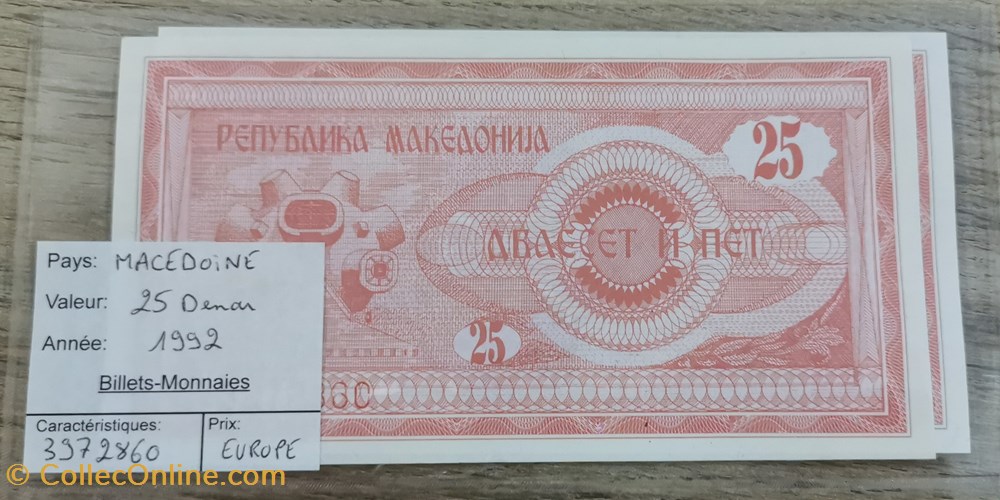 РЕПУБЛИКА МАКЕДОНИЈА
25
ДВАЕСЕТ И ПЕТ
25
860
Pays: MACEDOiNE
Valeur: 25 Denar
Année: 1992
Billets-Monnaies
Caractéristiques: Prix:
3972860 EUROPE
© CollecOnline.com